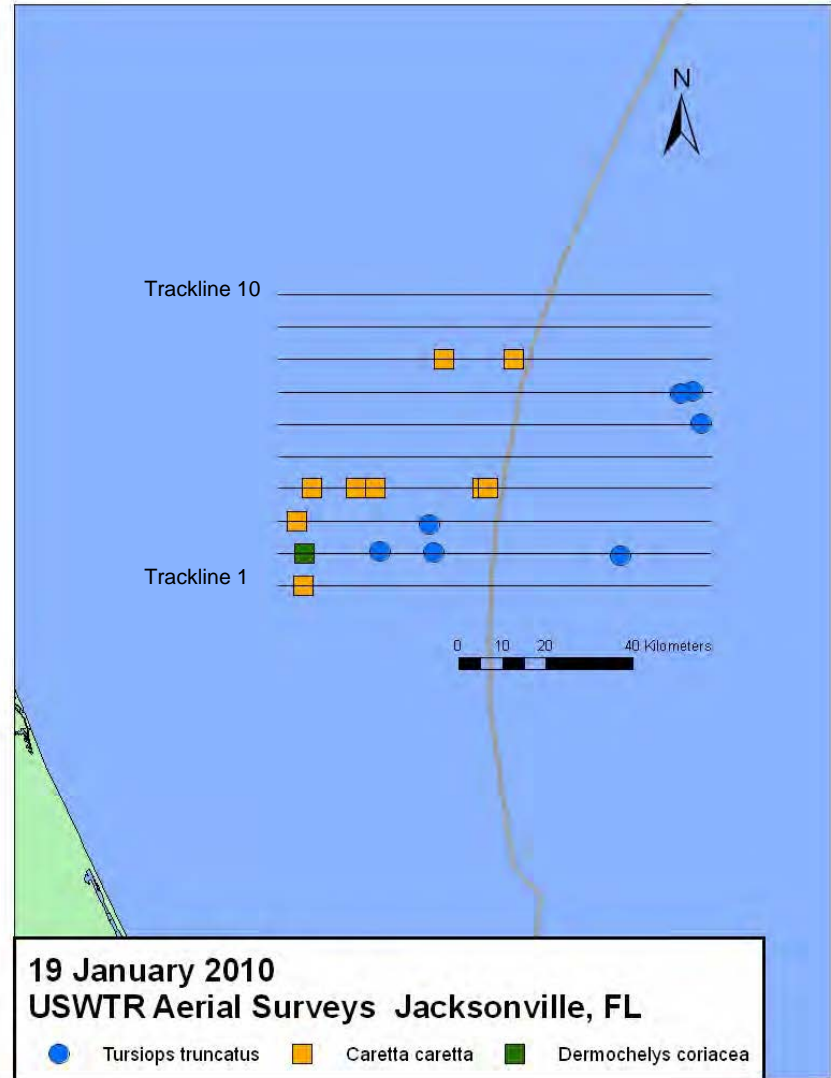 N
Trackline 10
Trackline 1
0 10 20 40 Kilometers
19 January 2010
USWTR Aerial Surveys Jacksonville, FL
Tursiops truncatus Caretta caretta Dermochelys coriacea